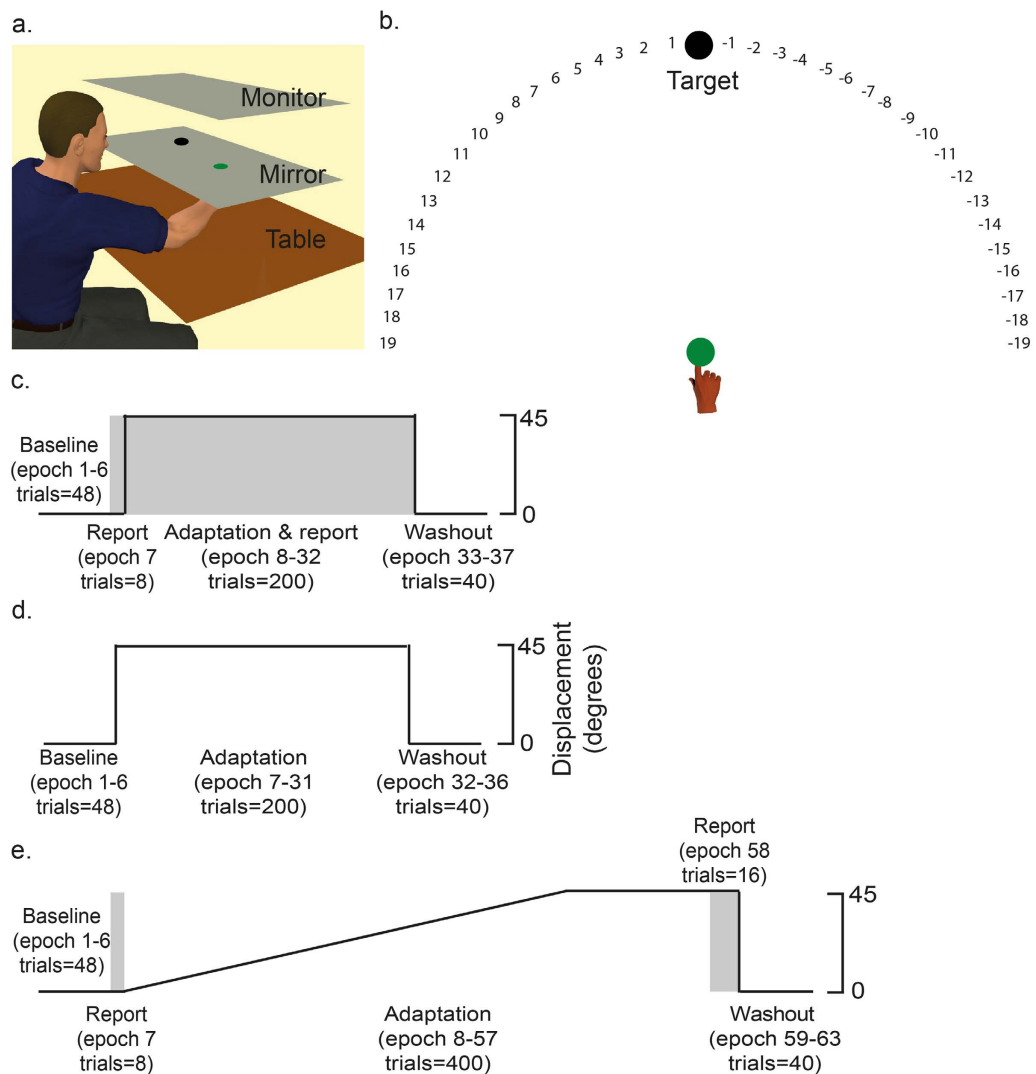 a.
Monitor
Mirror
Table
b.
19
18
17
16
15
14
13
12
11
10
9
8
7
6
5
4
3
2
1
-1
-2
-3
-4
-5
-6
-7
-8
-9
-10
-11
-12
-13
-14
-15
-16
-17
-18
-19
Target
c.
Baseline
(epoch 1-6
trials=48)
Report
(epoch 7
trials=8)
Adaptation & report
(epoch 8-32
trials=200)
Washout
(epoch 33-37
trials=40)
45
0
d.
Baseline
(epoch 1-6
trials=48)
Adaptation
(epoch 7-31
trials=200)
Washout
(epoch 32-36
trials=40)
45
0
Displacement
(degrees)
e.
Baseline
(epoch 1-6
trials=48)
Report
(epoch 7
trials=8)
Adaptation
(epoch 8-57
trials=400)
Report
(epoch 58
trials=16)
Washout
(epoch 59-63
trials=40)
45
0